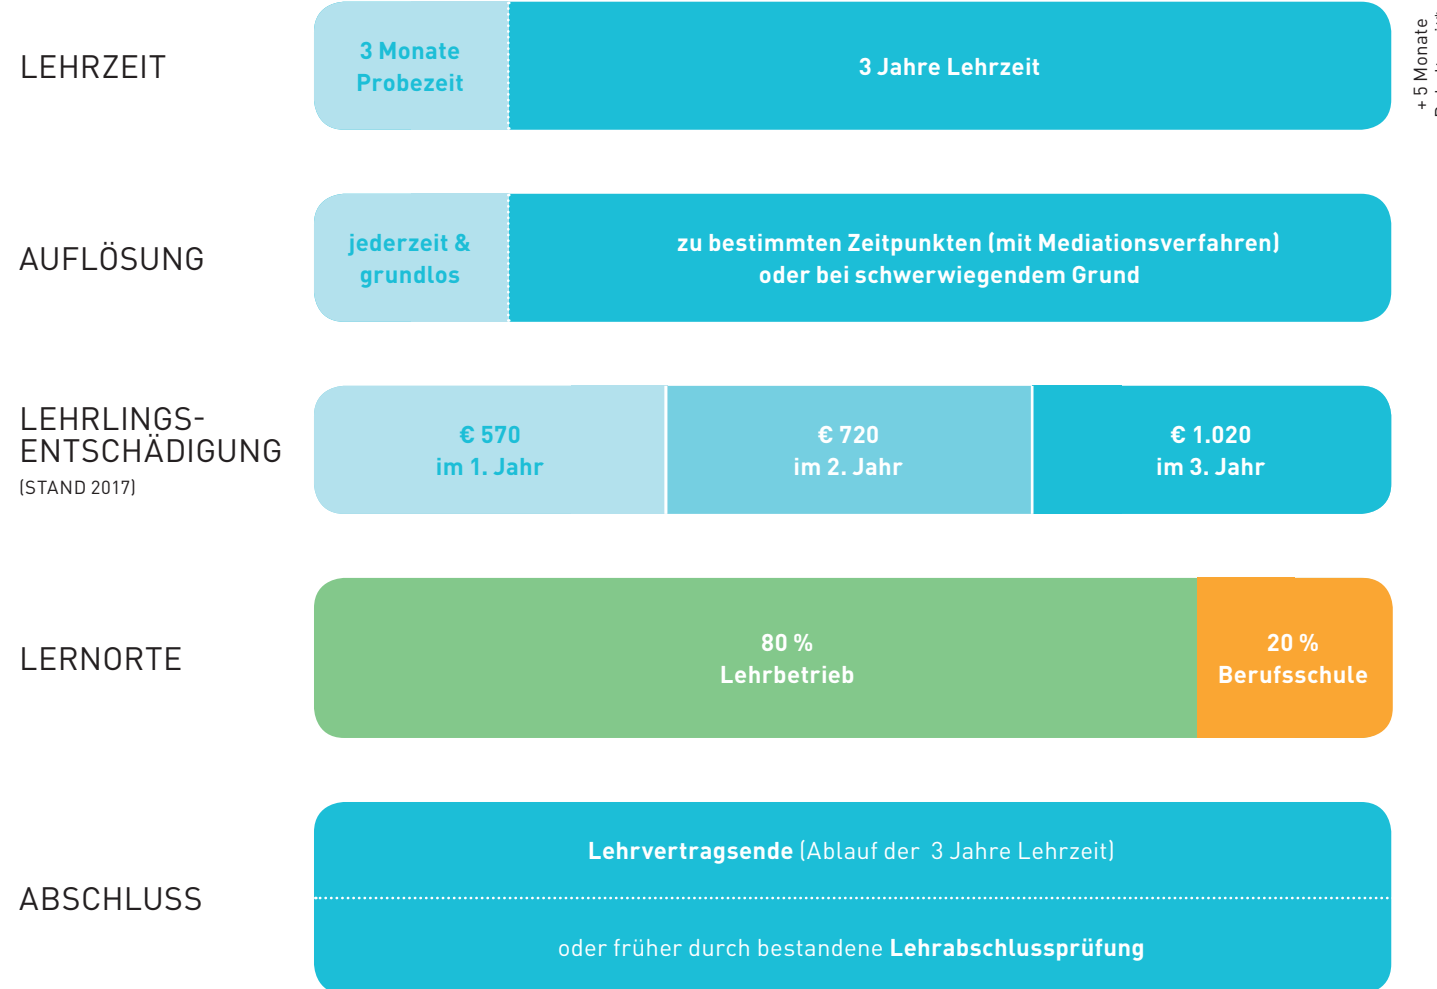 LEHRZEIT
3 Monate
Probezeit
3 Jahre Lehrzeit
+ 5 Monate
AUFLÖSUNG
jederzeit &
grundlos
zu bestimmten Zeitpunkten (mit Mediationsverfahren)
oder bei schwerwiegendem Grund
LEHRLINGS-
ENTSCHÄDIGUNG
(STAND 2017)
€ 570
im 1. Jahr
€ 720
im 2. Jahr
€ 1.020
im 3. Jahr
LERNORTE
80 %
Lehrbetrieb
20 %
Berufsschule
ABSCHLUSS
Lehrvertragsende (Ablauf der 3 Jahre Lehrzeit)
oder früher durch bestandene Lehrabschlussprüfung